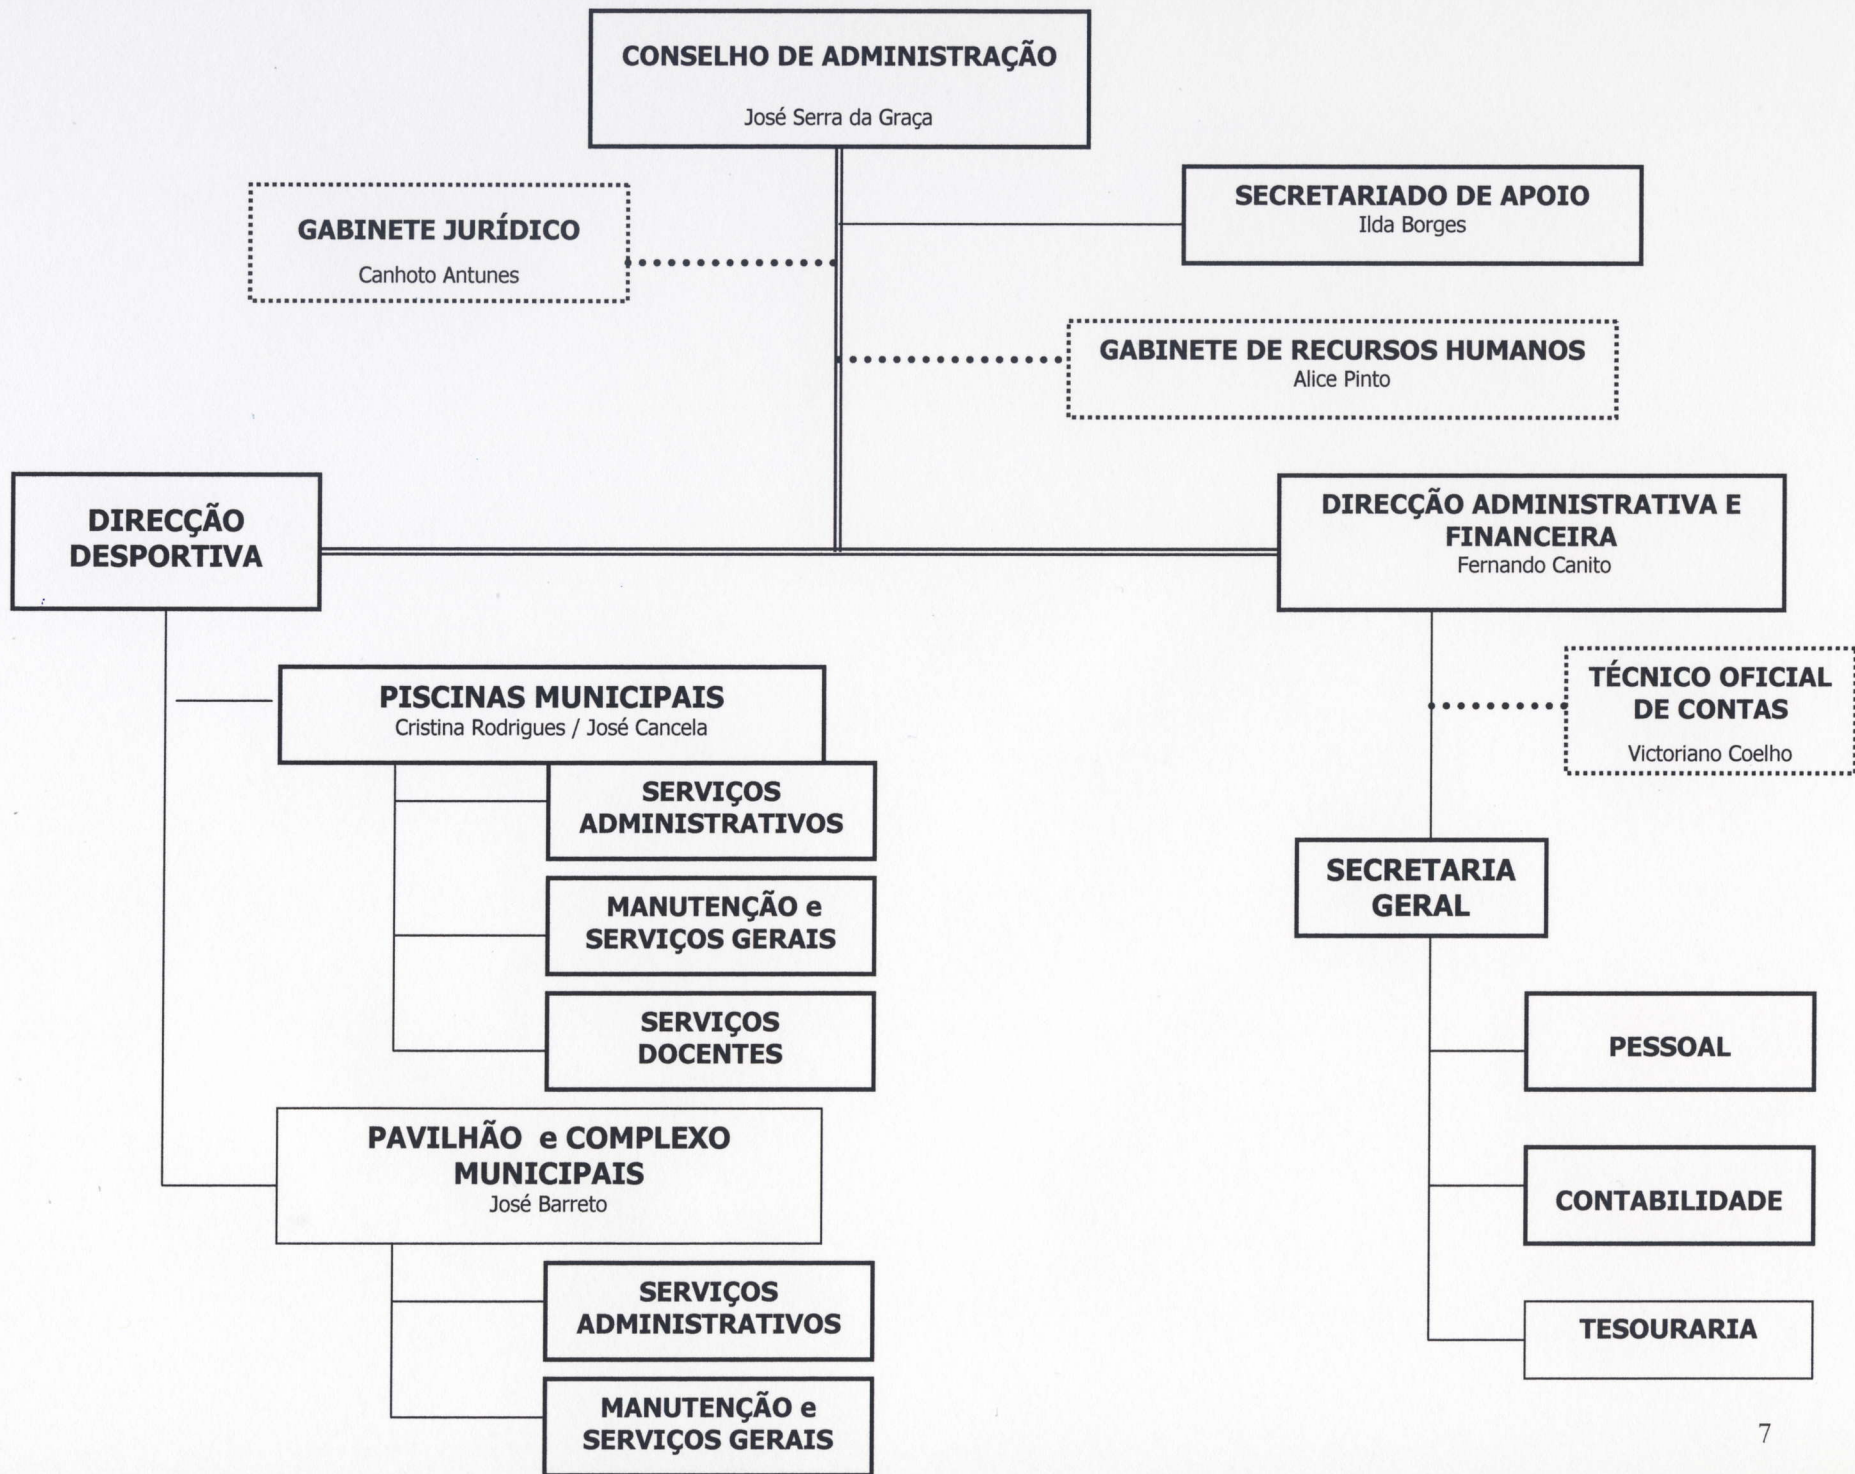 CONSELHO DE ADMINISTRAÇÃO
José Serra da Graça
SECRETARIADO DE APOIO
Ilda Borges
GABINETE JURÍDICO
Canhoto Antunes
GABINETE DE RECURSOS HUMANOS
Alice Pinto
DIRECÇÃO
DESPORTIVA
DIRECÇÃO ADMINISTRATIVA E
FINANCEIRA
Fernando Canito
PISCINAS MUNICIPAIS
Cristina Rodrigues / José Cancela
SERVIÇOS
ADMINISTRATIVOS
MANUTENÇÃO e
SERVIÇOS GERAIS
SERVIÇOS
DOCENTES
PAVILHÃO e COMPLEXO
MUNICIPAIS
José Barreto
SERVIÇOS
ADMINISTRATIVOS
MANUTENÇÃO e
SERVIÇOS GERAIS
TÉCNICO OFICIAL
DE CONTAS
Victoriano Coelho
SECRETARIA
GERAL
PESSOAL
CONTABILIDADE
TESOURARIA
7